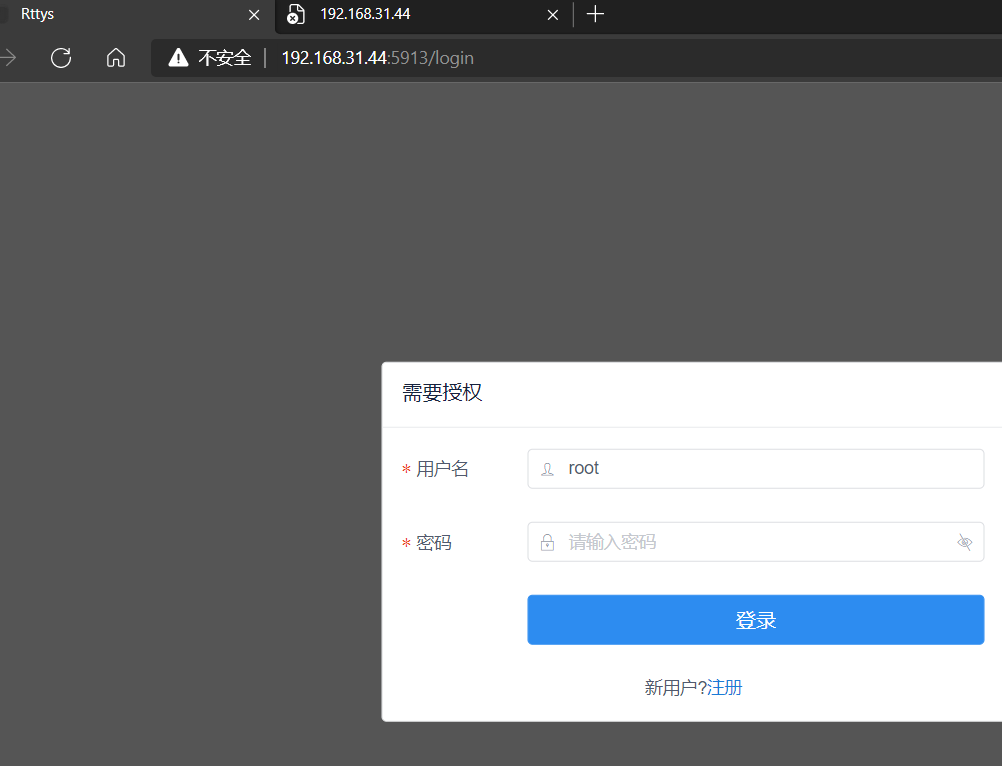 Rttys
192.168.31.44
不安全
192.168.31.44:5913/login
需要授权
* 用户名
root
* 密码
请输入密码
登录
新用户?注册